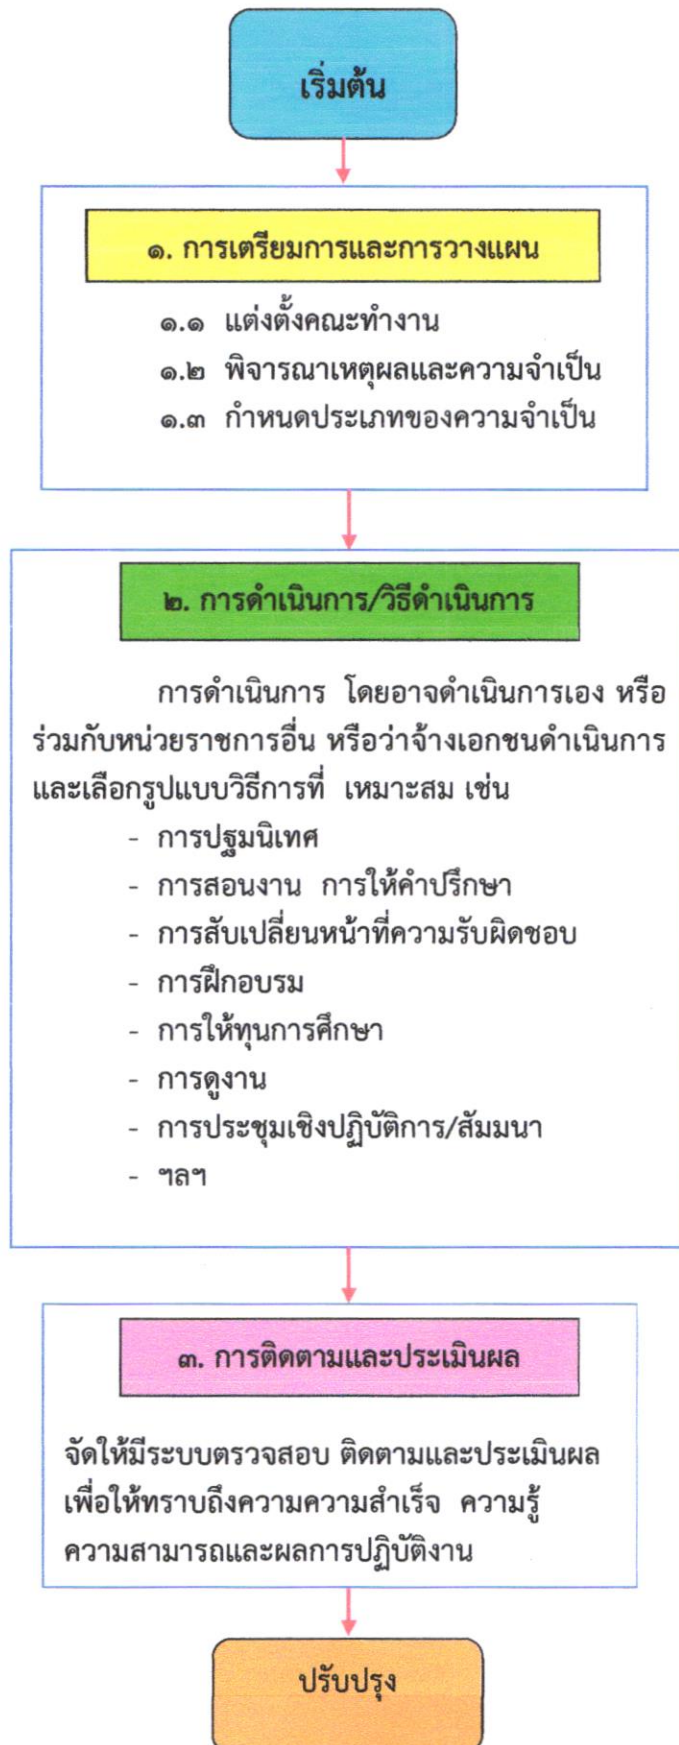 เริ่มต้น
๑. การเตรียมการและการวางแผน
๑.๑ แต่งตั้งคณะทำงาน
๑.๒ พิจารณาเหตุผลและความจำเป็น
๑.๓ กำหนดประเภทของความจำเป็น
๒. การดำเนินการ/วิธีดำเนินการ
การดำเนินการ โดยอาจดำเนินการเอง หรือ
ร่วมกับหน่วยราชการอื่น หรือว่าจ้างเอกชนดำเนินการ
และเลือกรูปแบบวิธีการที่ เหมาะสม เช่น
- การปฐมนิเทศ
- การสอนงาน การให้คำปรึกษา
- การสับเปลี่ยนหน้าที่ความรับผิดชอบ
- การฝึกอบรม
- การให้ทุนการศึกษา
- การดูงาน
- การประชุมเชิงปฏิบัติการ/สัมมนา
- ฯลฯ
๓. การติดตามและประเมินผล
จัดให้มีระบบตรวจสอบ ติดตามและประเมินผล
เพื่อให้ทราบถึงความความสำเร็จ ความรู้
ความสามารถและผลการปฏิบัติงาน
ปรับปรุง